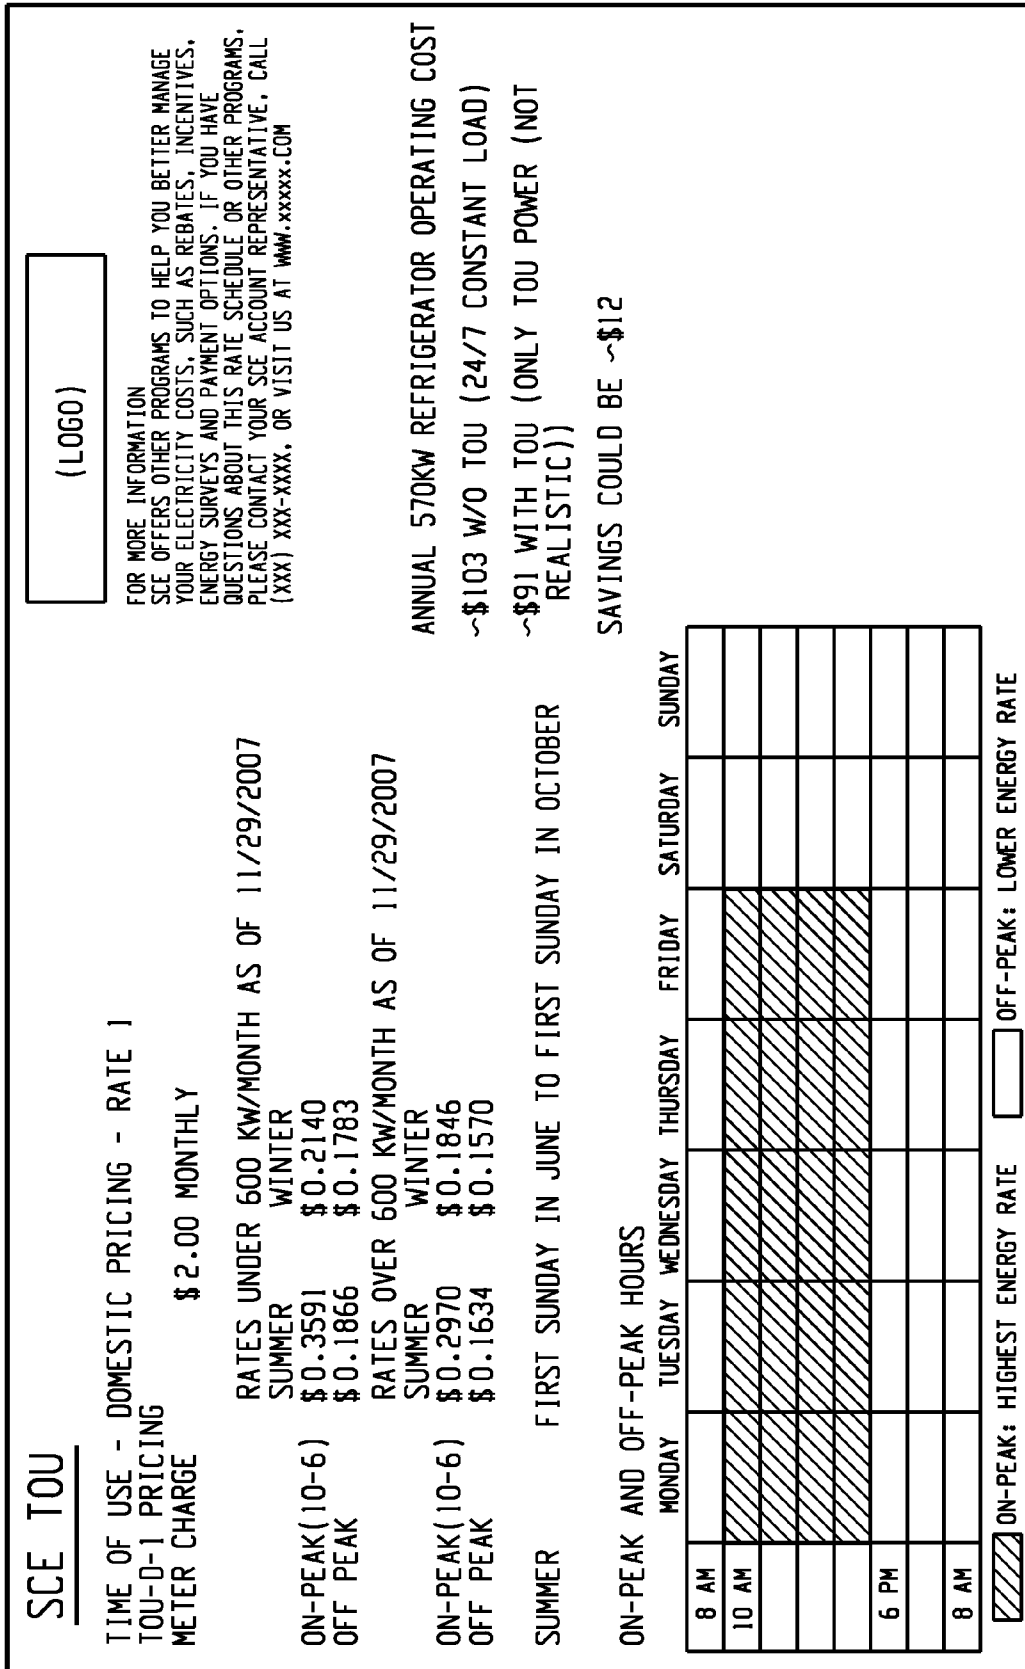 SCE TOU
TIME OF USE - DOMESTIC PRICING - RATE 1
TOU-D-1 PRICING
METER CHARGE $2.00 MONTHLY
RATES UNDER 600 KW/MONTH AS OF 11/29/2007
SUMMER WINTER
ON-PEAK(10-6) $0.3591 $0.2140
OFF PEAK $0.1866 $0.1783
RATES OVER 600 KW/MONTH AS OF 11/29/2007
SUMMER WINTER
ON-PEAK(10-6) $0.2970 $0.1846
OFF PEAK $0.1634 $0.1570
SUMMER FIRST SUNDAY IN JUNE TO FIRST SUNDAY IN OCTOBER
(LOGO)
FOR MORE INFORMATION
SCE OFFERS OTHER PROGRAMS TO HELP YOU BETTER MANAGE
YOUR ELECTRICITY COSTS, SUCH AS REBATES, INCENTIVES,
ENERGY SURVEYS AND PAYMENT OPTIONS. IF YOU HAVE
QUESTIONS ABOUT THIS RATE SCHEDULE OR OTHER PROGRAMS,
PLEASE CONTACT YOUR SCE ACCOUNT REPRESENTATIVE, CALL
(XXX) XXX-XXXX, OR VISIT US AT WWW.XXXXX.COM
ANNUAL 570KW REFRIGERATOR OPERATING COST
~$103 W/O TOU (24/7 CONSTANT LOAD)
~$91 WITH TOU (ONLY TOU POWER (NOT
REALISTIC))
SAVINGS COULD BE ~$12
ON-PEAK AND OFF-PEAK HOURS
MONDAY TUESDAY WEDNESDAY THURSDAY FRIDAY SATURDAY SUNDAY
8 AM
10 AM
6 PM
8 AM
ON-PEAK: HIGHEST ENERGY RATE OFF-PEAK: LOWER ENERGY RATE